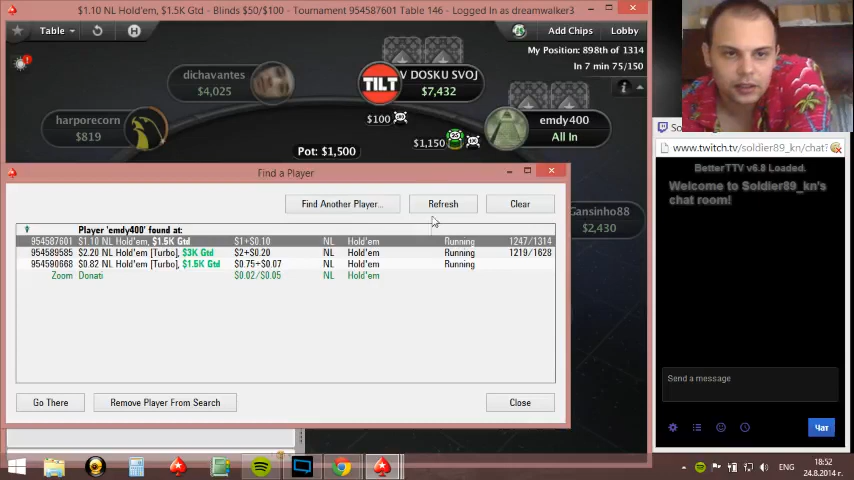 $1.10 NL Hold'em, $1.5K Gtd - Blinds $50/$100 - Tournament 954587601 Table 146 - Logged In as dreamwalker3
Table
H
Add Chips
Lobby
My Position: 898th of 1314
In 7 min 75/150
dichavantes
$4,025
TILT
V DOSKU SVOJ
$7,432
harporecorn
$819
$100
emdy400
All In
$1,150
Pot: $1,500
Gansinho88
$2,430
Find a Player
Find Another Player...
Refresh
Clear
Player 'emdy400' found at:
954587601 $1.10 NL Hold'em, $1.5K Gtd $1+$0.10 NL Hold'em Running 1247/1314
954589585 $2.20 NL Hold'em [Turbo], $3K Gtd $2+$0.20 NL Hold'em Running 1219/1628
954590668 $0.82 NL Hold'em [Turbo], $1.5K Gtd $0.75+$0.07 NL Hold'em Running
Zoom Donati $0.02/$0.05 NL Hold'em
Go There
Remove Player From Search
Close
www.twitch.tv/soldier89_kn/chat?
BetterTTV v6.8 Loaded.
Welcome to Soldier89_kn's
chat room!
Send a message
Чат
ENG
18:52
24.8.2014 г.